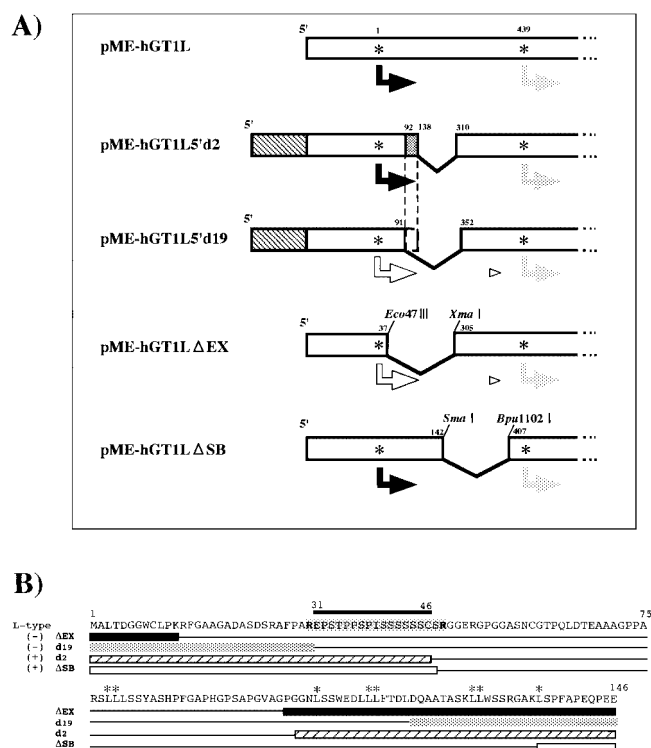 A)
pME-hGT1L
5' 1 439
* *
pME-hGT1L5'd2
5' 92 138 310
* *
pME-hGT1L5'd19
5' 91 352
* *
pME-hGT1LΔEX
5' 37 Eco47III XmaI 305
* *
pME-hGT1LΔSB
5' 142 SmaI Bpu1102I 407
* *
B)
1 31 46 75
L-type MALTDGGWCLPKRFGAAGADASDSRAFPAREPSTPPSPISSSSSSCSRGGERGPGGASNCGTPQLDTEAAAGPPA
(-) ΔEX
(-) d19
(+) d2
(+) ΔSB
** * ** ** *
RSLLLSSYASHPFGAPHGPSAPGVAGPGGNLSSWEDLLLFTDLDQAATASKLLWSSRGAKLSPFAPEQPEE 146
ΔEX
d19
d2
ΔSB